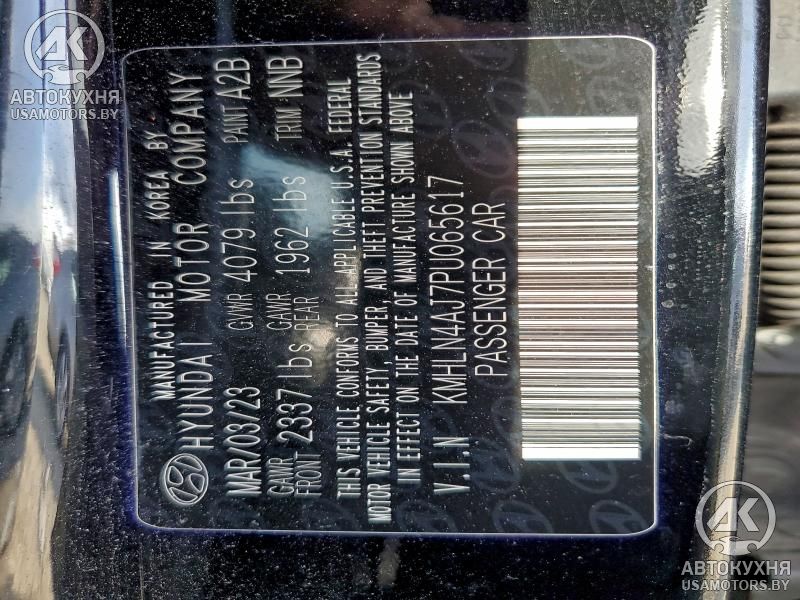 MANUFACTURED IN KOREA BY
HYUNDAI MOTOR COMPANY
MAR/03/23 GVWR 4079 lbs PAINT A2B
GAWR FRONT 2337 lbs GAWR REAR 1962 lbs TRIM NNB
THIS VEHICLE CONFORMS TO ALL APPLICABLE U.S.A. FEDERAL
MOTOR VEHICLE SAFETY, BUMPER, AND THEFT PREVENTION STANDARDS
IN EFFECT ON THE DATE OF MANUFACTURE SHOWN ABOVE
V.I.N KMHLN4AJ7PU065617
PASSENGER CAR
АК
АВТОКУХНЯ
USAMOTORS.BY
АК
АВТОКУХНЯ
USAMOTORS.BY